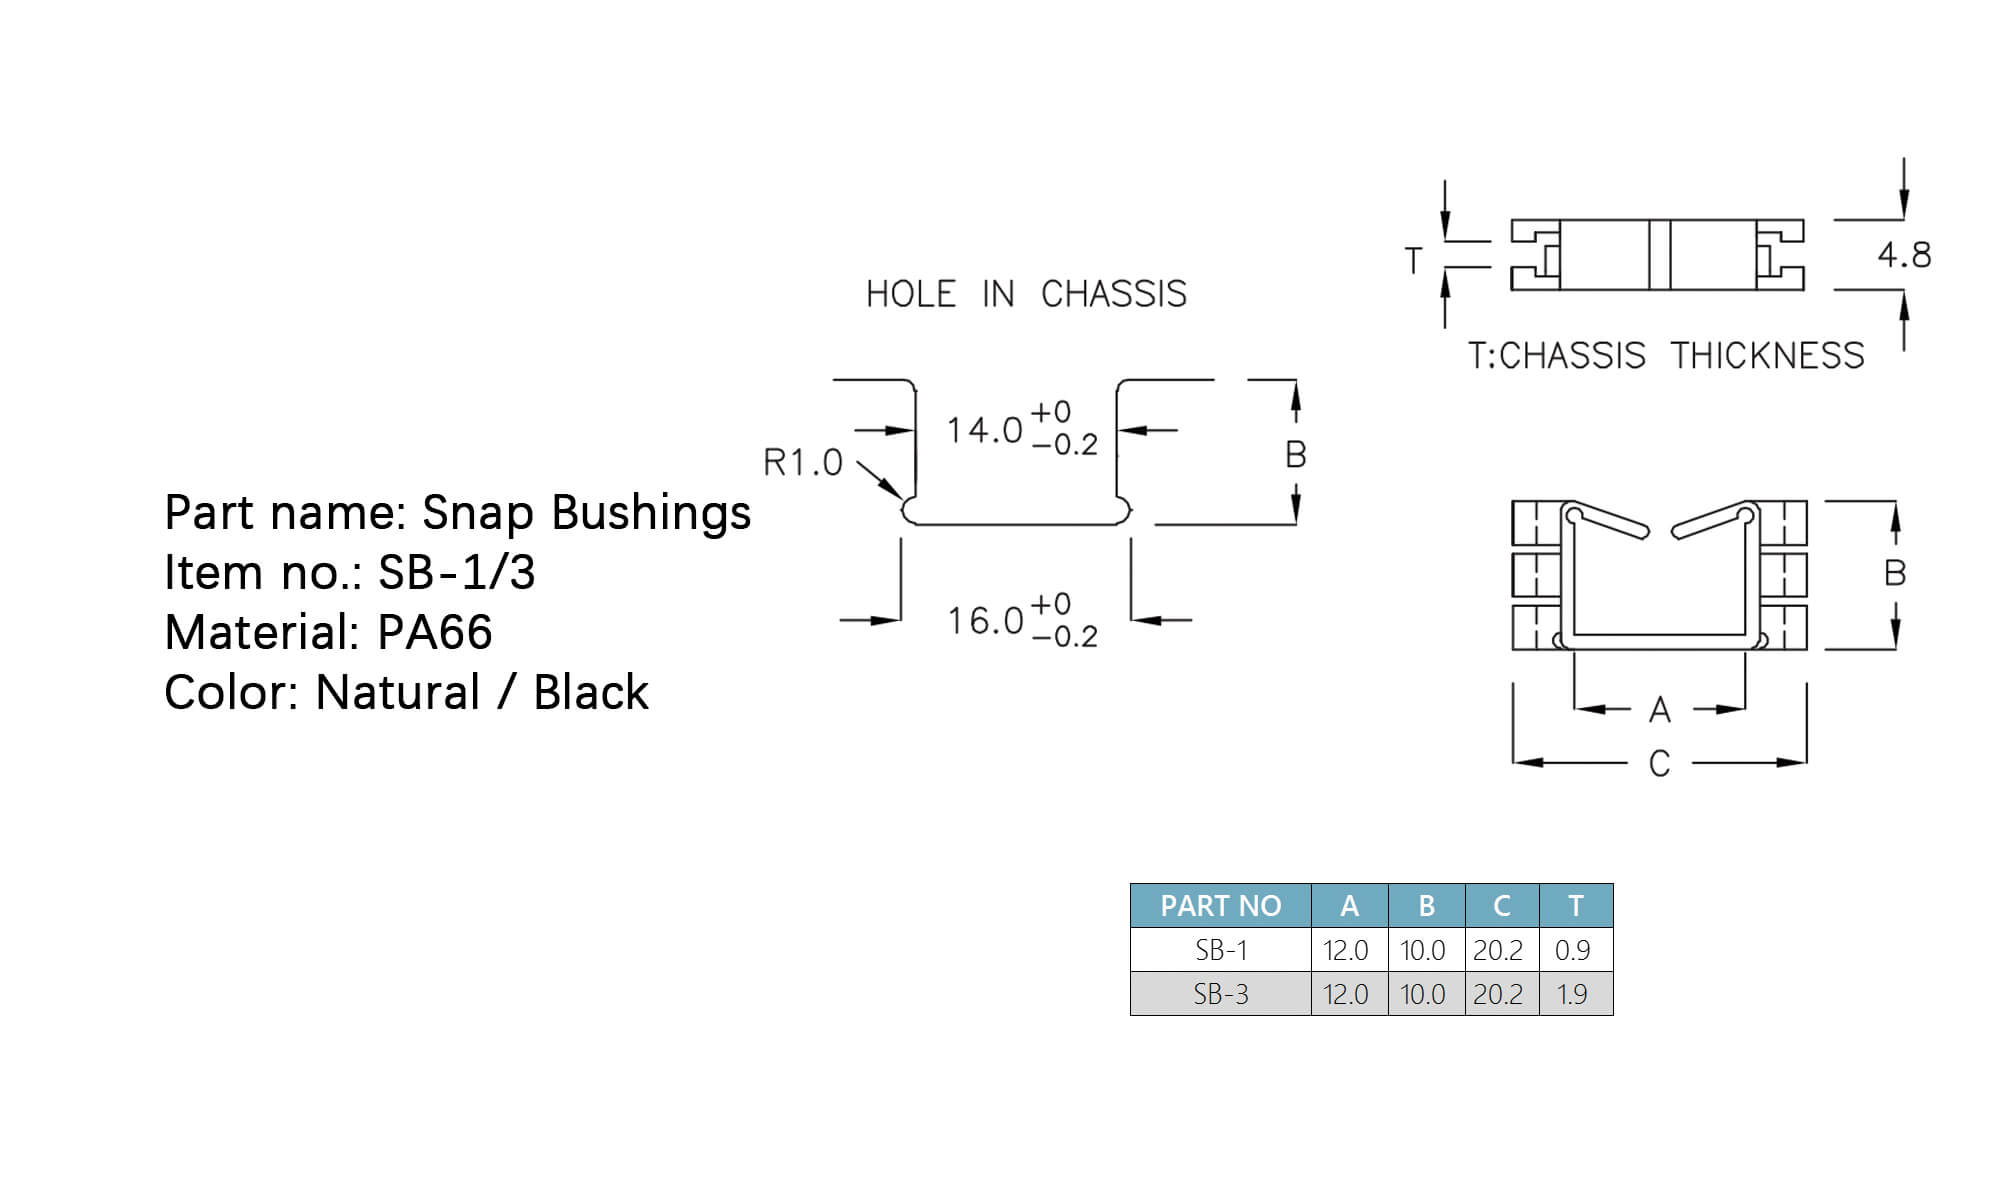 Part name: Snap Bushings
Item no.: SB-1/3
Material: PA66
Color: Natural / Black
HOLE IN CHASSIS
14.0 +0 -0.2
R1.0
B
16.0 +0 -0.2
T
4.8
T:CHASSIS THICKNESS
B
A
C
PART NO A B C T
SB-1 12.0 10.0 20.2 0.9
SB-3 12.0 10.0 20.2 1.9